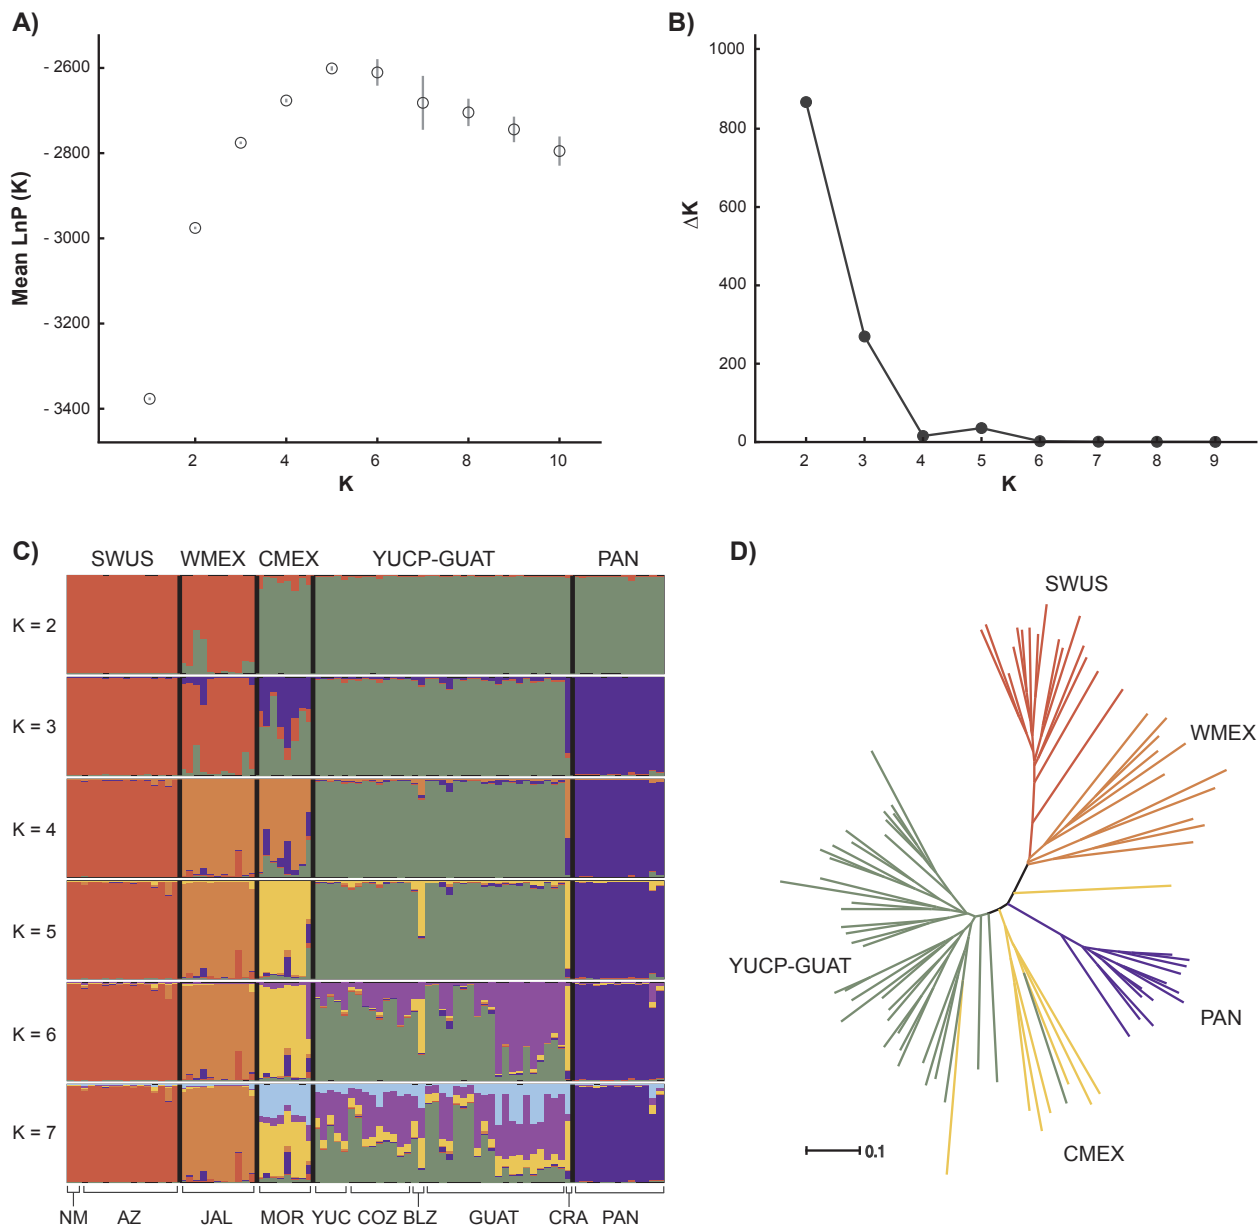 A)
- 2600
- 2800
- 3000
- 3200
- 3400
Mean LnP (K)
2 4 6 8 10
K
B)
1000
800
600
400
200
0
ΔK
2 3 4 5 6 7 8 9
K
C)
SWUS WMEX CMEX YUCP-GUAT PAN
K = 2
K = 3
K = 4
K = 5
K = 6
K = 7
NM AZ JAL MOR YUC COZ BLZ GUAT CRA PAN
D)
SWUS
WMEX
YUCP-GUAT
PAN
CMEX
0.1